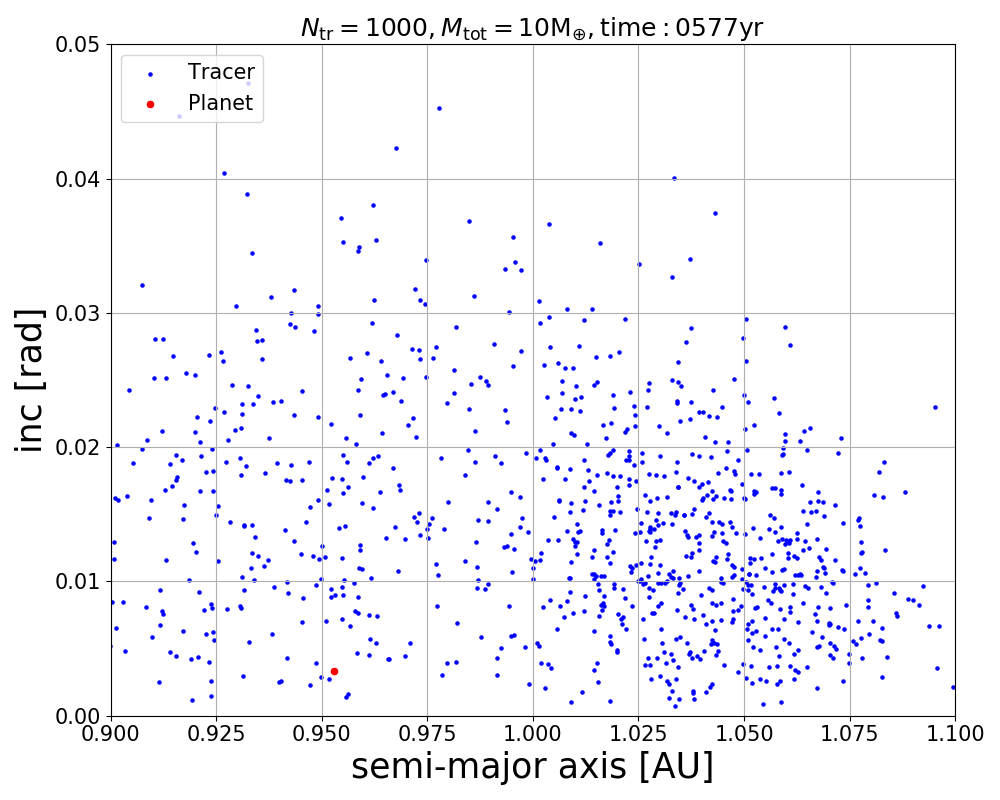 N_tr = 1000, M_tot = 10M_⊕, time : 0577yr
Tracer
Planet
0.05
0.04
0.03
0.02
0.01
0.00
inc [rad]
0.900 0.925 0.950 0.975 1.000 1.025 1.050 1.075 1.100
semi-major axis [AU]